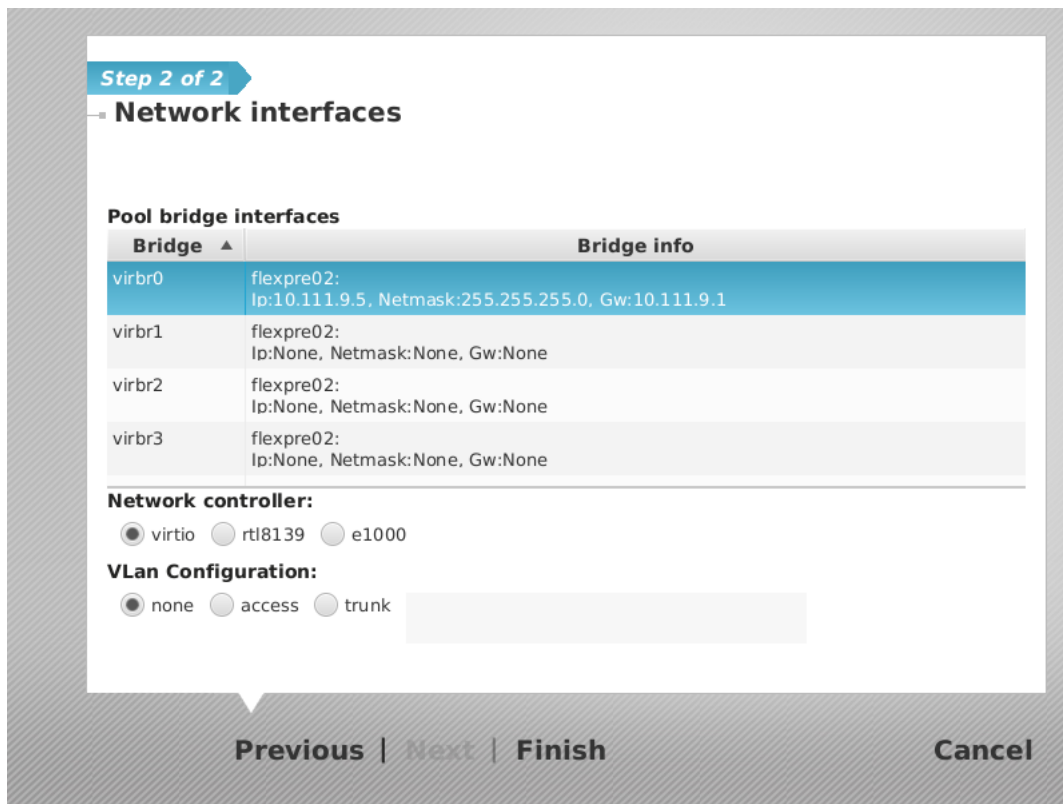 Step 2 of 2
Network interfaces
Pool bridge interfaces
Bridge ▲ Bridge info
virbr0 flexpre02:
Ip:10.111.9.5, Netmask:255.255.255.0, Gw:10.111.9.1
virbr1 flexpre02:
Ip:None, Netmask:None, Gw:None
virbr2 flexpre02:
Ip:None, Netmask:None, Gw:None
virbr3 flexpre02:
Ip:None, Netmask:None, Gw:None
Network controller:
virtio rtl8139 e1000
VLan Configuration:
none access trunk
Previous | Next | Finish Cancel